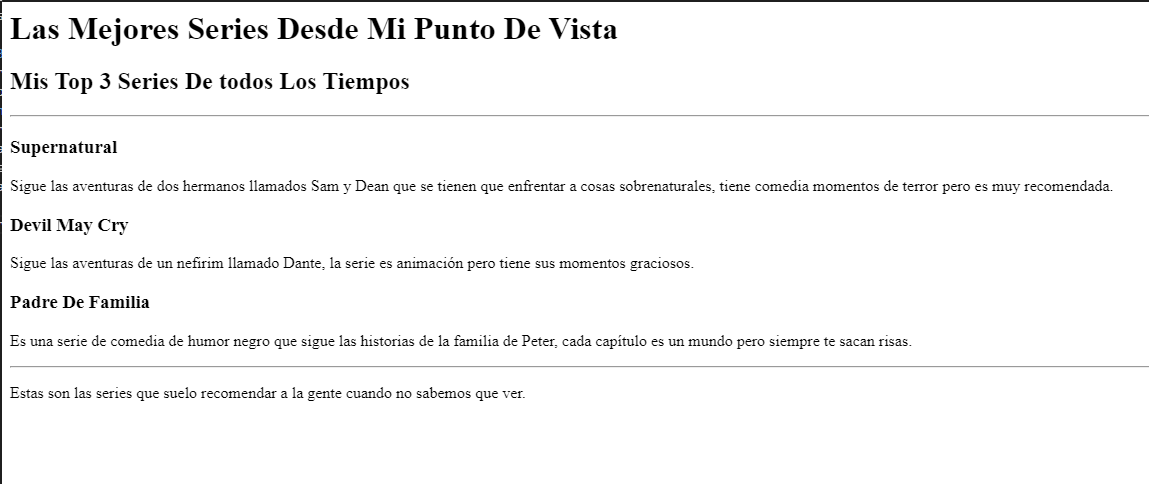 Las Mejores Series Desde Mi Punto De Vista
Mis Top 3 Series De todos Los Tiempos
Supernatural
Sigue las aventuras de dos hermanos llamados Sam y Dean que se tienen que enfrentar a cosas sobrenaturales, tiene comedia momentos de terror pero es muy recomendada.
Devil May Cry
Sigue las aventuras de un nefirim llamado Dante, la serie es animación pero tiene sus momentos graciosos.
Padre De Familia
Es una serie de comedia de humor negro que sigue las historias de la familia de Peter, cada capítulo es un mundo pero siempre te sacan risas.
Estas son las series que suelo recomendar a la gente cuando no sabemos que ver.